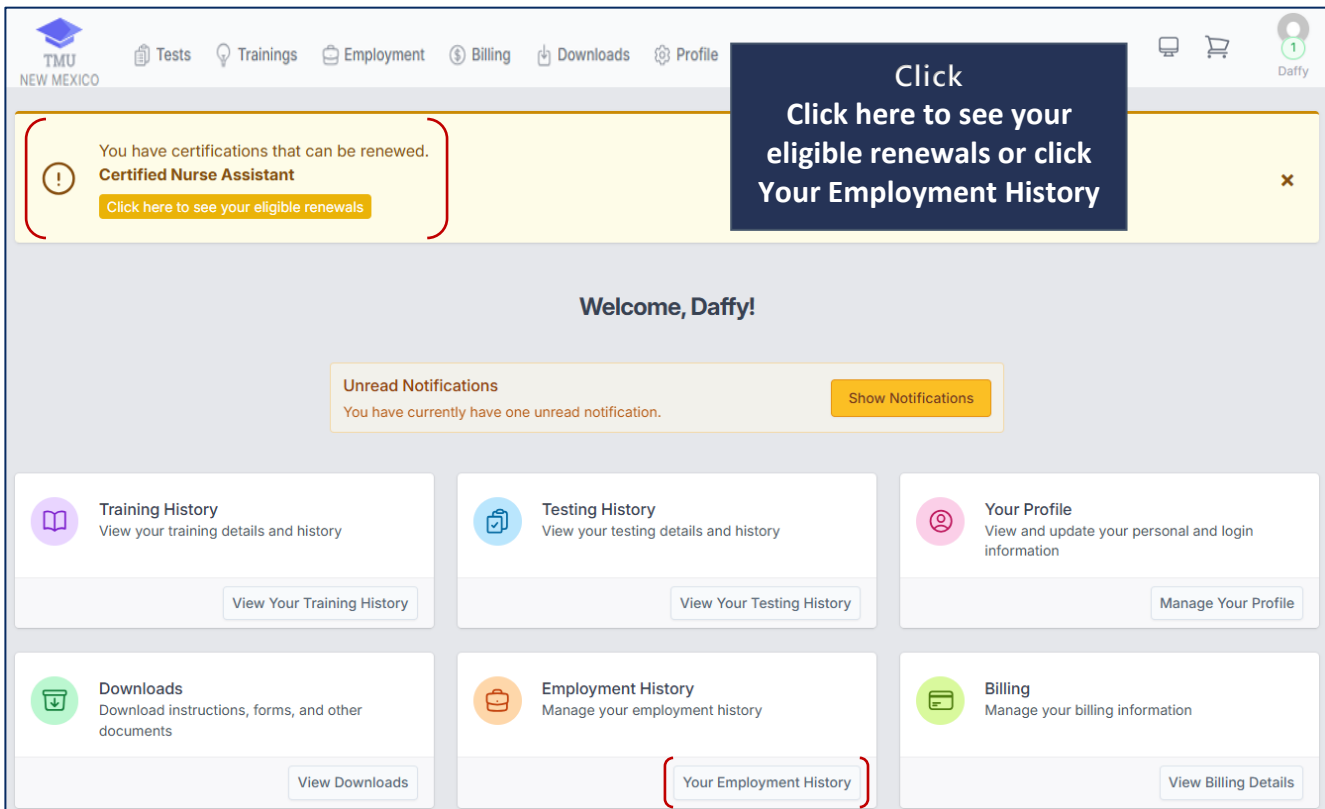 TMU
NEW MEXICO
Tests
Trainings
Employment
Billing
Downloads
Profile
1
Daffy
Click
Click here to see your
eligible renewals or click
Your Employment History
You have certifications that can be renewed.
Certified Nurse Assistant
Click here to see your eligible renewals
Welcome, Daffy!
Unread Notifications
You have currently have one unread notification.
Show Notifications
Training History
View your training details and history
View Your Training History
Testing History
View your testing details and history
View Your Testing History
Your Profile
View and update your personal and login
information
Manage Your Profile
Downloads
Download instructions, forms, and other
documents
View Downloads
Employment History
Manage your employment history
Your Employment History
Billing
Manage your billing information
View Billing Details